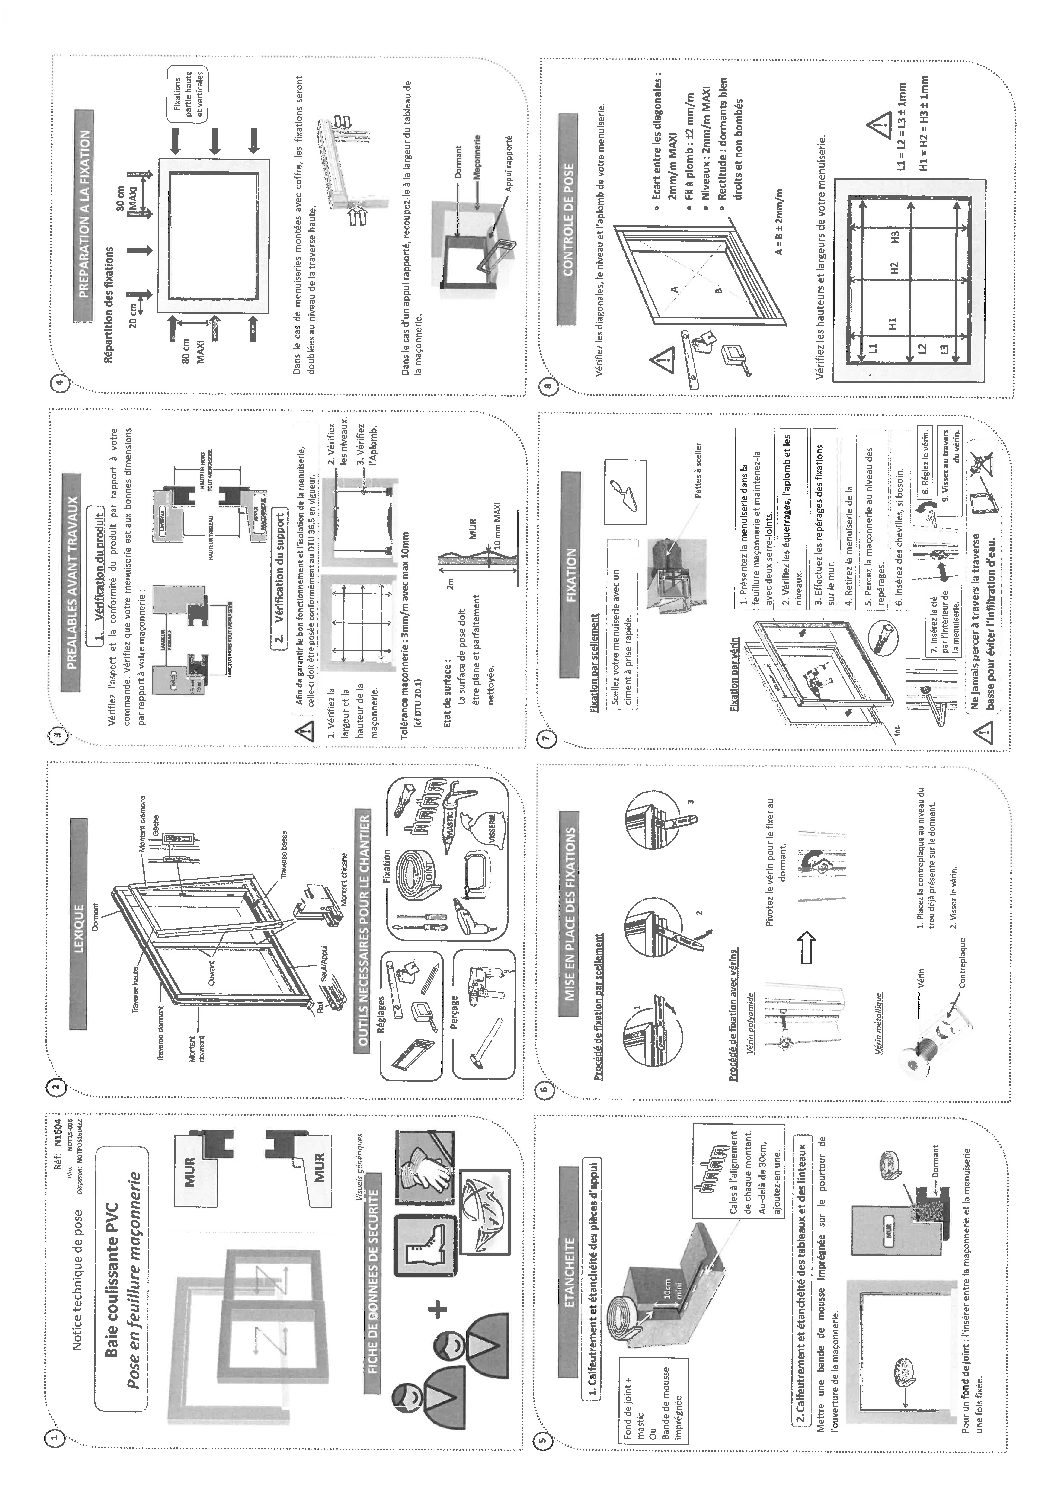 1
Notice technique de pose
Réf: N1604
Baie coulissante PVC
Pose en feuillure maçonnerie
MUR
MUR
Visuels génériques
FICHE DE DONNEES DE SECURITE
+
2
LEXIQUE
Dormant
Traverse haute
Traverse dormant
Montant dormant
Montant dormant
Gâche
Ouvrant
Traverse basse
Montant chicane
Rail
Seuil/Appui
OUTILS NECESSAIRES POUR LE CHANTIER
Réglages
Fixation
JOINT
MASTIC
VISSERIE
Perçage
3
PREALABLES AVANT TRAVAUX
1. Vérification du produit
Vérifiez l'aspect et la conformité du produit par rapport à votre
commande. Vérifiez que votre menuiserie est aux bonnes dimensions
par rapport à votre maçonnerie :
HAUTEUR TABLEAU
2. Vérification du support
Afin de garantir le bon fonctionnement et l'isolation de la menuiserie,
celle-ci doit être posée conformément au DTU 36.5 en vigueur.
1. Vérifiez la
largeur et la
hauteur de la
maçonnerie.
2. Vérifiez
les niveaux.
3. Vérifiez
l'Aplomb.
Tolérance maçonnerie : 3mm/m avec max 10mm
(cf DTU 20.1)
Etat de surface :
La surface de pose doit
être plane et parfaitement
nettoyée.
2m
MUR
10 mm MAXI
4
PREPARATION A LA FIXATION
Répartition des fixations
20 cm
80 cm
MAXI
80 cm
MAXI
Fixations
partie haute
et verticales
Dans le cas de menuiseries montées avec coffre, les fixations seront
doublées au niveau de la traverse haute.
Dans le cas d'un appui rapporté, recoupez-le à la largeur du tableau de
la maçonnerie.
Dormant
Maçonnerie
Appui rapporté
5
ETANCHEITE
1. Calfeutrement et étanchéité des pièces d'appui
Fond de joint +
mastic
Ou
Bande de mousse
imprégnée
10cm
mini
Cales à l'alignement
de chaque montant.
Au-delà de 30cm,
ajoutez-en une.
2. Calfeutrement et étanchéité des tableaux et des linteaux
Mettre une bande de mousse imprégnée sur le pourtour de
l'ouverture de la maçonnerie.
MUR
Dormant
Pour un fond de joint : l'insérer entre la maçonnerie et la menuiserie
une fois fixée.
6
MISE EN PLACE DES FIXATIONS
Procédé de fixation par scellement
1
2
3
Procédé de fixation avec vérins
Vérin polyamide
Pivotez le vérin pour le fixer au
dormant.
Vérin métallique
Vérin
Contreplaque
1. Placez la contreplaque au niveau du
trou déjà présente sur le dormant.
2. Vissez le vérin.
7
FIXATION
Fixation par scellement
Scellez votre menuiserie avec un
ciment à prise rapide.
Pattes à sceller
Fixation par vérin
1. Présentez la menuiserie dans la
feuillure maçonnerie et maintenez-la
avec deux serre-joints.
2. Vérifiez les équerrages, l'aplomb et les
niveaux.
3. Effectuez les repérages des fixations
sur le mur.
4. Retirez la menuiserie de la
5. Percez la maçonnerie au niveau des
repérages.
6. Insérez des chevilles, si besoin.
7. Insérez la clé
par l'intérieur de
la menuiserie.
8. Réglez le vérin.
9. Vissez au travers
du vérin.
Int.
Ne jamais percer à travers la traverse
basse pour éviter l'infiltration d'eau.
8
CONTROLE DE POSE
Vérifiez les diagonales, le niveau et l'aplomb de votre menuiserie.
A
B
A = B ± 2mm/m
• Ecart entre les diagonales :
2mm/m MAXI
• Fil à plomb : ±2 mm/m
• Niveaux : 2mm/m MAXI
• Rectitude : dormants bien
droits et non bombés
Vérifiez les hauteurs et largeurs de votre menuiserie.
L1
L2
L3
H1
H2
H3
L1 = L2 = L3 ± 1mm
H1 = H2 = H3 ± 1mm